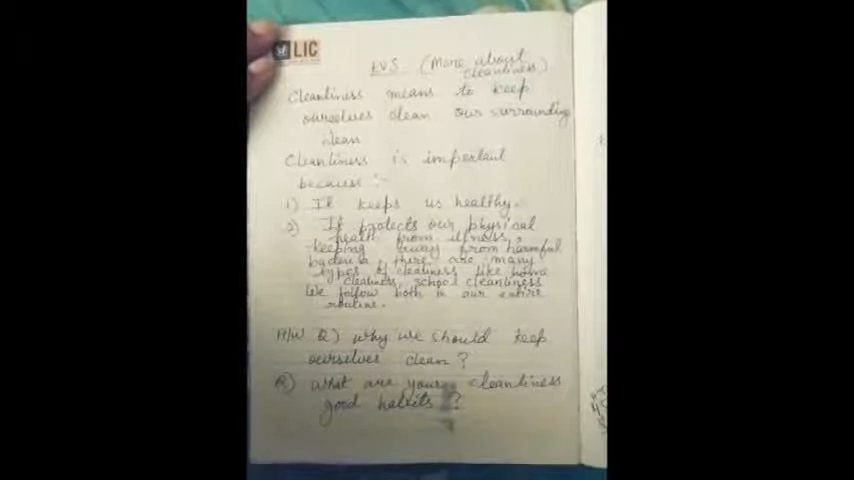 LIC
EVS (More about
cleanliness)
Cleanliness means to keep
ourselves clean our surrounding
clean
Cleanliness is important
because :-
1) It keeps us healthy.
2) It protects our physical
health from illness,
keeping away from harmful
bacteria, there are many
types of cleanliness like home
cleanliness, school cleanliness
We follow both in our entire
routine.
H/W Q) why we should keep
ourselves clean ?
Q) What are your cleanliness
good habits ?